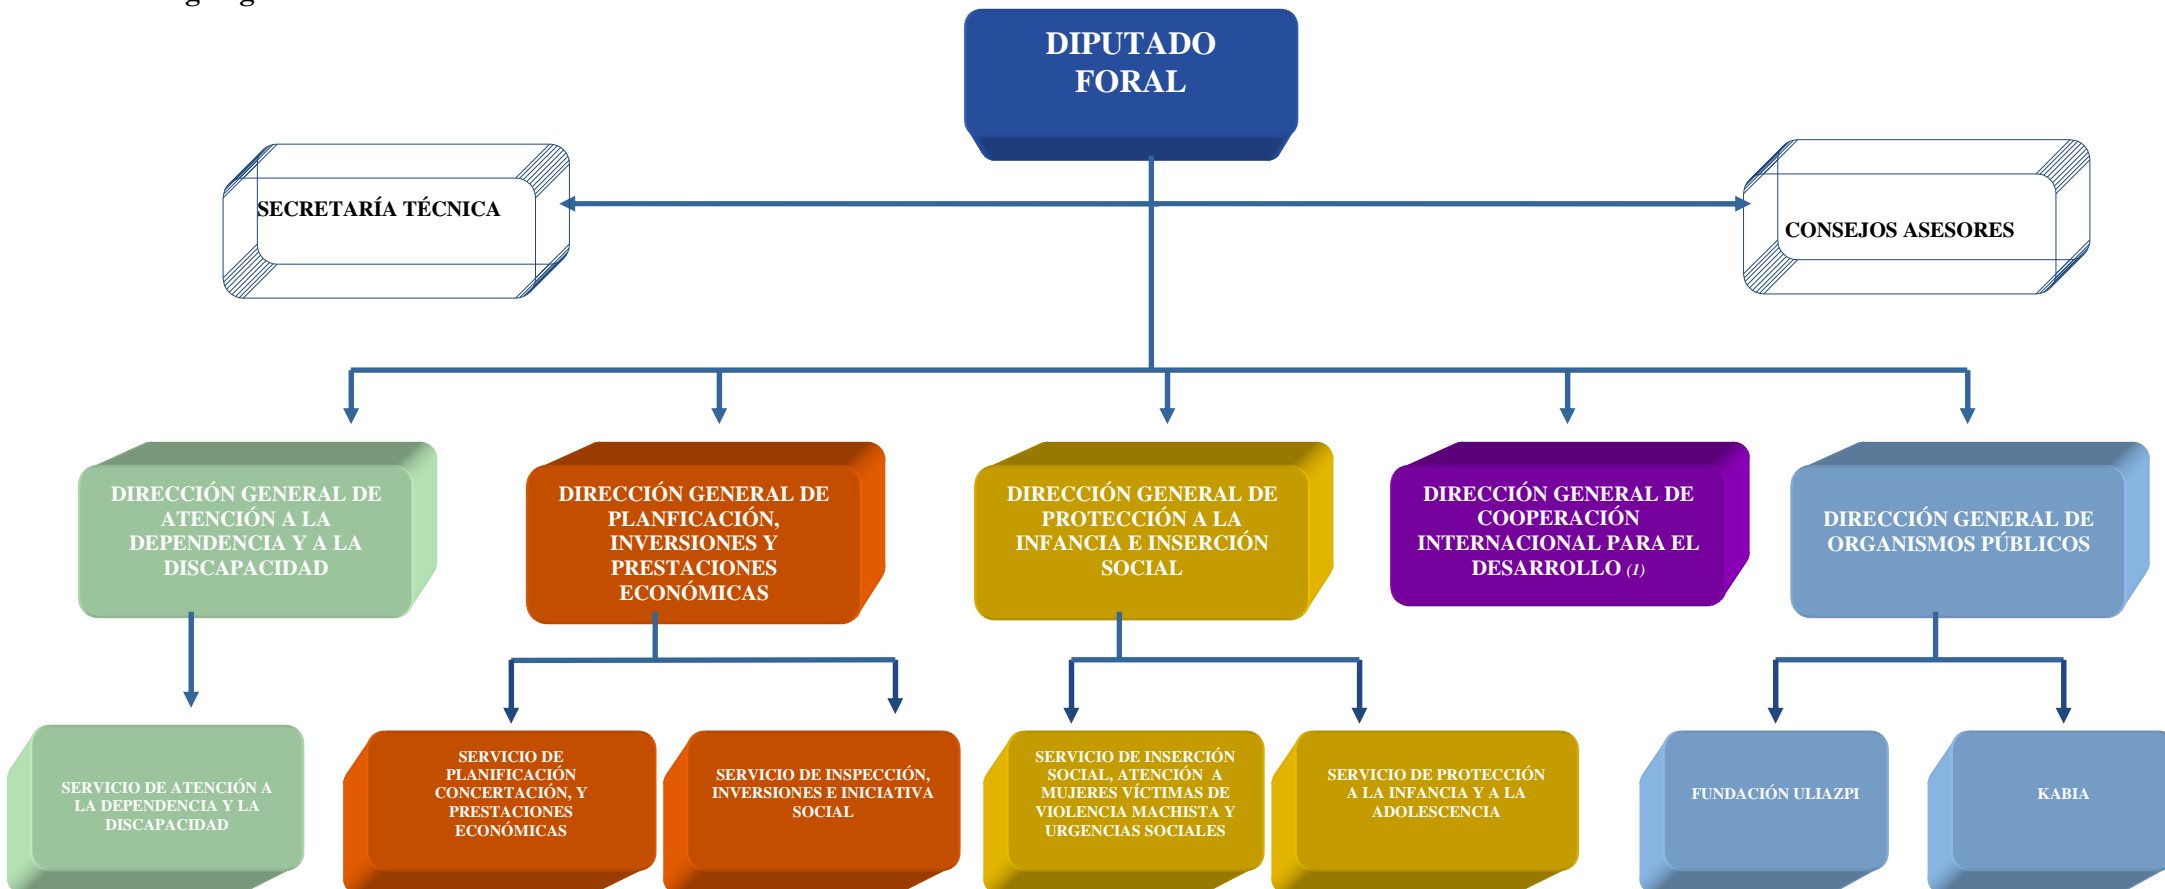 DIPUTADO
FORAL
SECRETARÍA TÉCNICA
CONSEJOS ASESORES
DIRECCIÓN GENERAL DE
ATENCIÓN A LA
DEPENDENCIA Y A LA
DISCAPACIDAD
DIRECCIÓN GENERAL DE
PLANFICACIÓN,
INVERSIONES Y
PRESTACIONES
ECONÓMICAS
DIRECCIÓN GENERAL DE
PROTECCIÓN A LA
INFANCIA E INSERCIÓN
SOCIAL
DIRECCIÓN GENERAL DE
COOPERACIÓN
INTERNACIONAL PARA EL
DESARROLLO (1)
DIRECCIÓN GENERAL DE
ORGANISMOS PÚBLICOS
SERVICIO DE ATENCIÓN A
LA DEPENDENCIA Y LA
DISCAPACIDAD
SERVICIO DE
PLANIFICACIÓN
CONCERTACIÓN, Y
PRESTACIONES
ECONÓMICAS
SERVICIO DE INSPECCIÓN,
INVERSIONES E INICIATIVA
SOCIAL
SERVICIO DE INSERCIÓN
SOCIAL, ATENCIÓN A
MUJERES VÍCTIMAS DE
VIOLENCIA MACHISTA Y
URGENCIAS SOCIALES
SERVICIO DE PROTECCIÓN
A LA INFANCIA Y A LA
ADOLESCENCIA
FUNDACIÓN ULIAZPI
KABIA